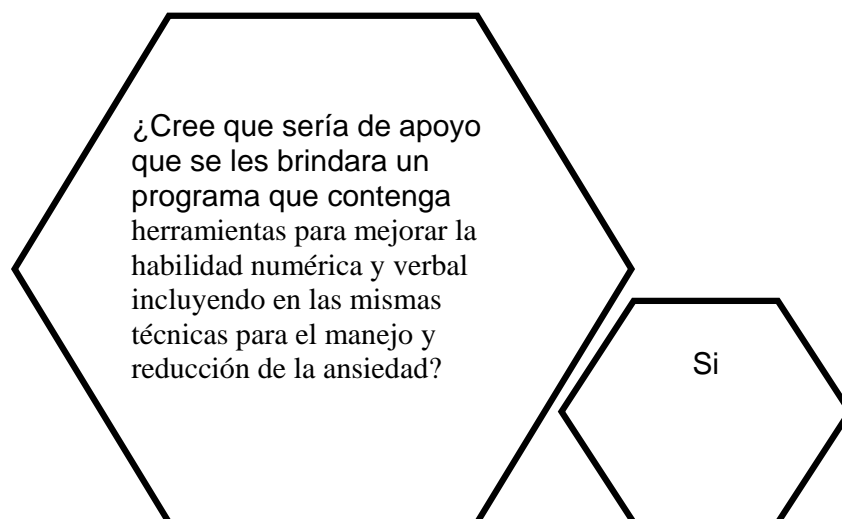 ¿Cree que sería de apoyo
que se les brindara un
programa que contenga
herramientas para mejorar la
habilidad numérica y verbal
incluyendo en las mismas
técnicas para el manejo y
reducción de la ansiedad?
Si